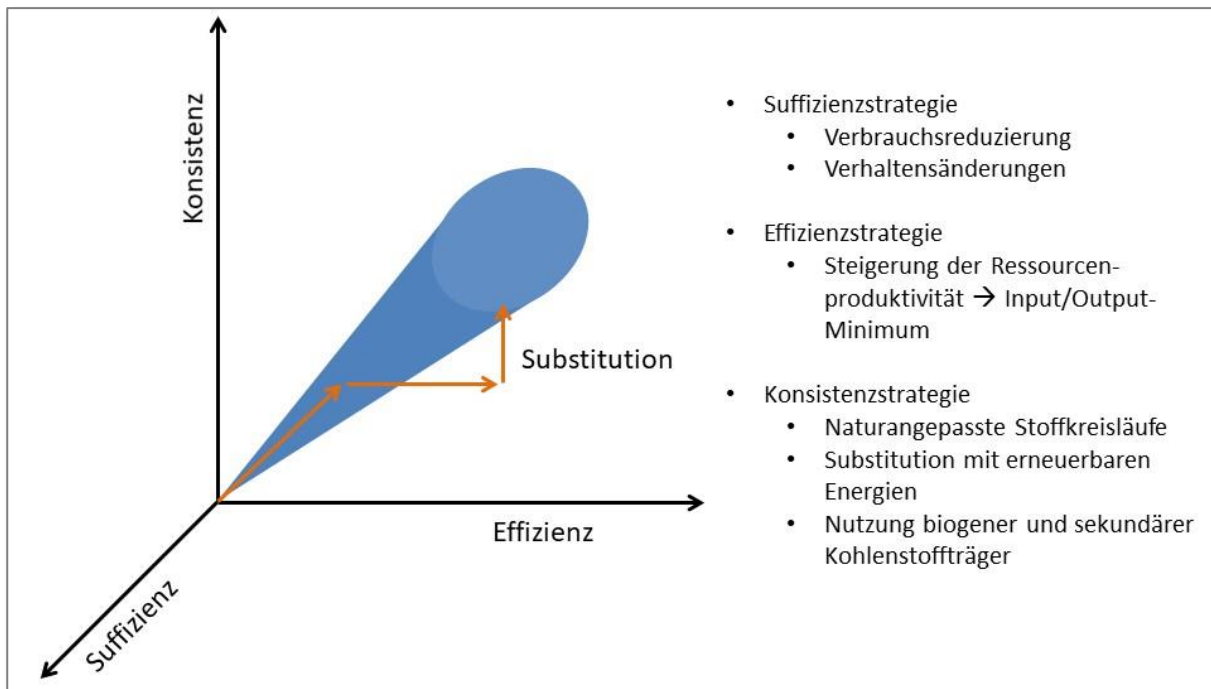 Konsistenz
Substitution
Effizienz
Suffizienz
• Suffizienzstrategie
• Verbrauchsreduzierung
• Verhaltensänderungen
• Effizienzstrategie
• Steigerung der Ressourcen-
produktivität → Input/Output-
Minimum
• Konsistenzstrategie
• Naturangepasste Stoffkreisläufe
• Substitution mit erneuerbaren
Energien
• Nutzung biogener und sekundärer
Kohlenstoffträger